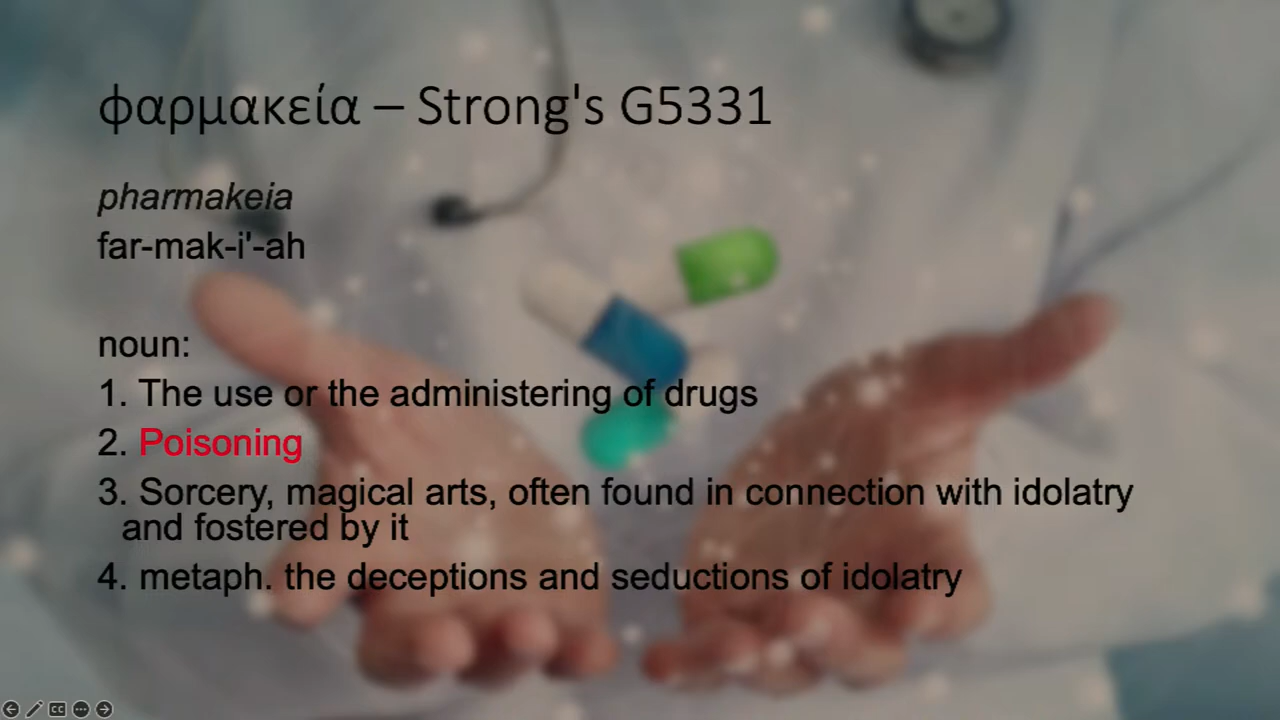 φαρμακεία – Strong's G5331
pharmakeia
far-mak-i'-ah
noun:
1. The use or the administering of drugs
2. Poisoning
3. Sorcery, magical arts, often found in connection with idolatry
and fostered by it
4. metaph. the deceptions and seductions of idolatry
CC